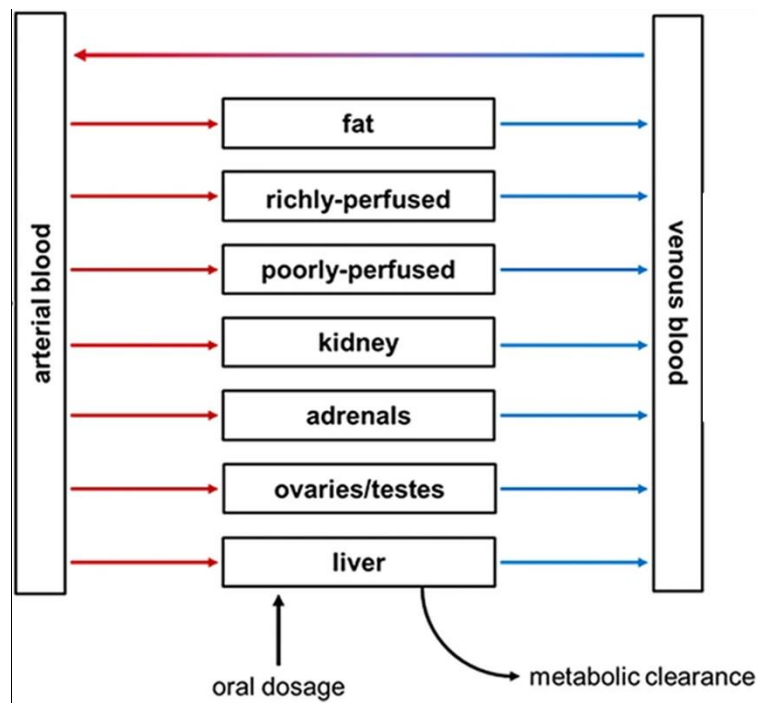 arterial blood
fat
richly-perfused
poorly-perfused
kidney
adrenals
ovaries/testes
liver
venous blood
oral dosage
metabolic clearance